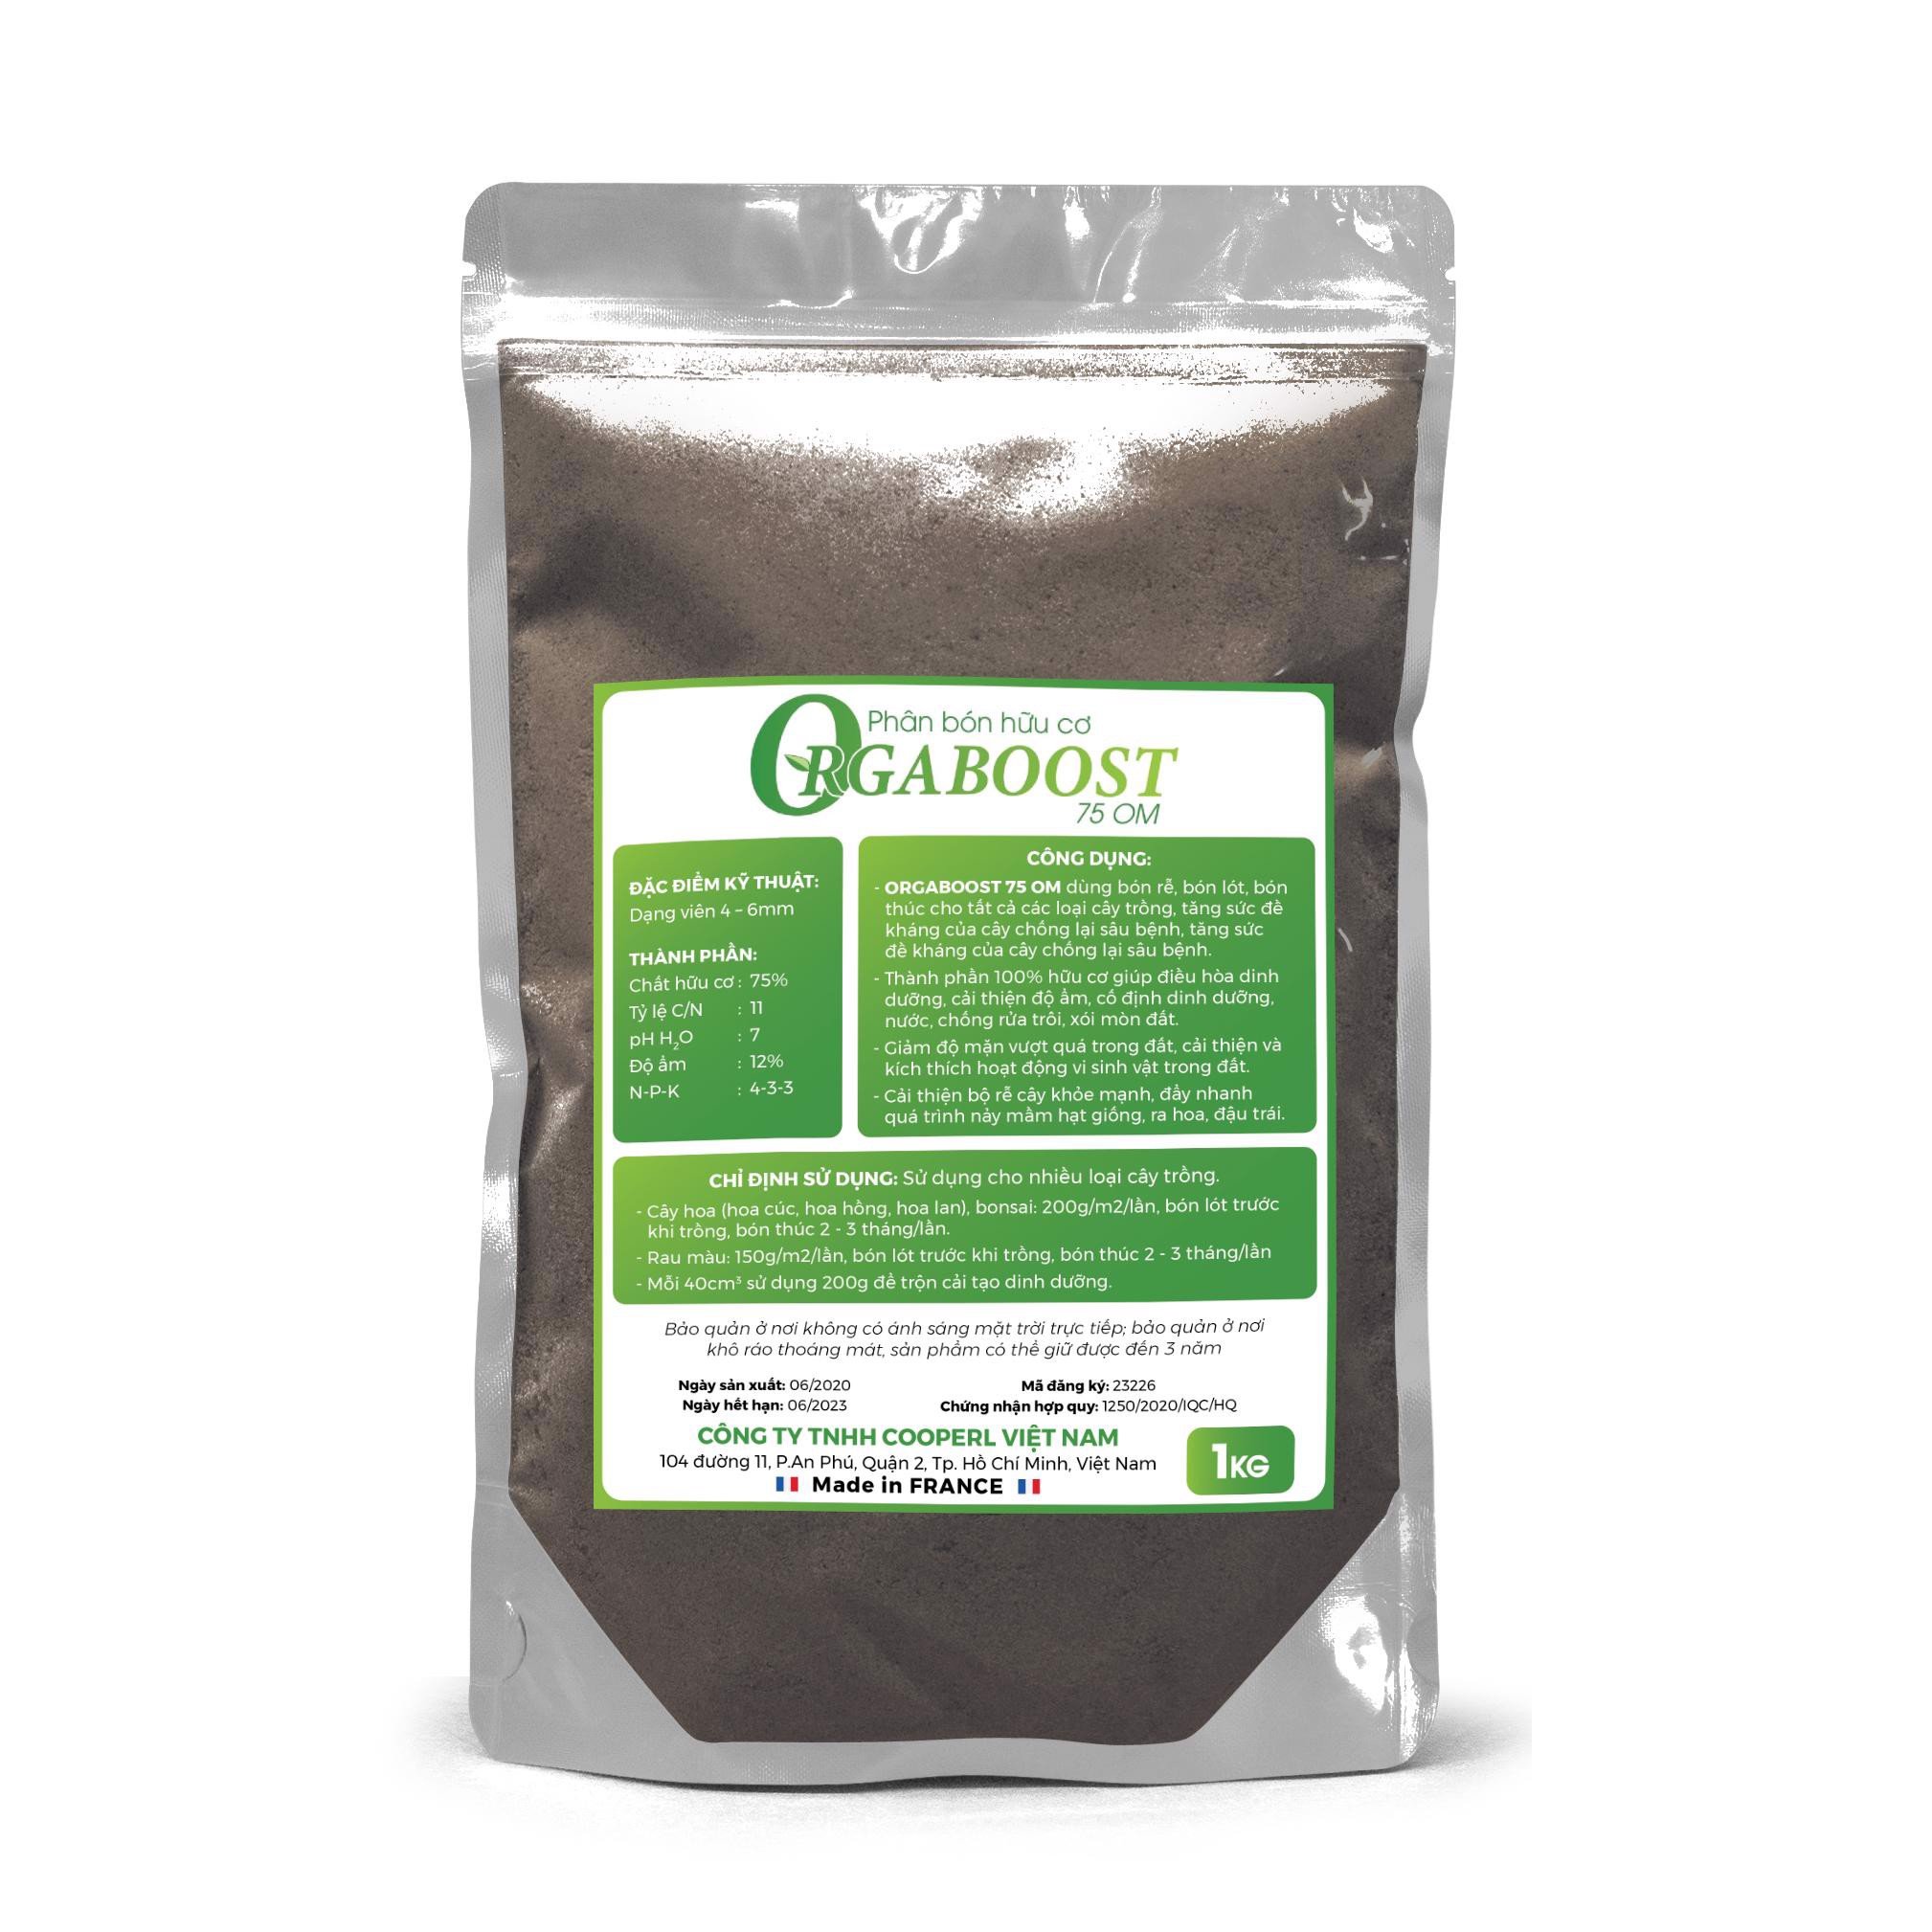 Phân bón hữu cơ
ORGABOOST
75 OM
ĐẶC ĐIỂM KỸ THUẬT:
Dạng viên 4 – 6mm
THÀNH PHẦN:
Chất hữu cơ : 75%
Tỷ lệ C/N : 11
pH H₂O : 7
Độ ẩm : 12%
N-P-K : 4-3-3
CÔNG DỤNG:
- ORGABOOST 75 OM dùng bón rễ, bón lót, bón
thúc cho tất cả các loại cây trồng, tăng sức đề
kháng của cây chống lại sâu bệnh, tăng sức
đề kháng của cây chống lại sâu bệnh.
- Thành phần 100% hữu cơ giúp điều hòa dinh
dưỡng, cải thiện độ ẩm, cố định dinh dưỡng,
nước, chống rửa trôi, xói mòn đất.
- Giảm độ mặn vượt quá trong đất, cải thiện và
kích thích hoạt động vi sinh vật trong đất.
- Cải thiện bộ rễ cây khỏe mạnh, đẩy nhanh
quá trình nảy mầm hạt giống, ra hoa, đậu trái.
CHỈ ĐỊNH SỬ DỤNG: Sử dụng cho nhiều loại cây trồng.
- Cây hoa (hoa cúc, hoa hồng, hoa lan), bonsai: 200g/m2/lần, bón lót trước
khi trồng, bón thúc 2 - 3 tháng/lần.
- Rau màu: 150g/m2/lần, bón lót trước khi trồng, bón thúc 2 - 3 tháng/lần
- Mỗi 40cm³ sử dụng 200g để trộn cải tạo dinh dưỡng.
Bảo quản ở nơi không có ánh sáng mặt trời trực tiếp; bảo quản ở nơi
khô ráo thoáng mát, sản phẩm có thể giữ được đến 3 năm
Ngày sản xuất: 06/2020
Ngày hết hạn: 06/2023
Mã đăng ký: 23226
Chứng nhận hợp quy: 1250/2020/IQC/HQ
CÔNG TY TNHH COOPERL VIỆT NAM
104 đường 11, P.An Phú, Quận 2, Tp. Hồ Chí Minh, Việt Nam
Made in FRANCE
1KG